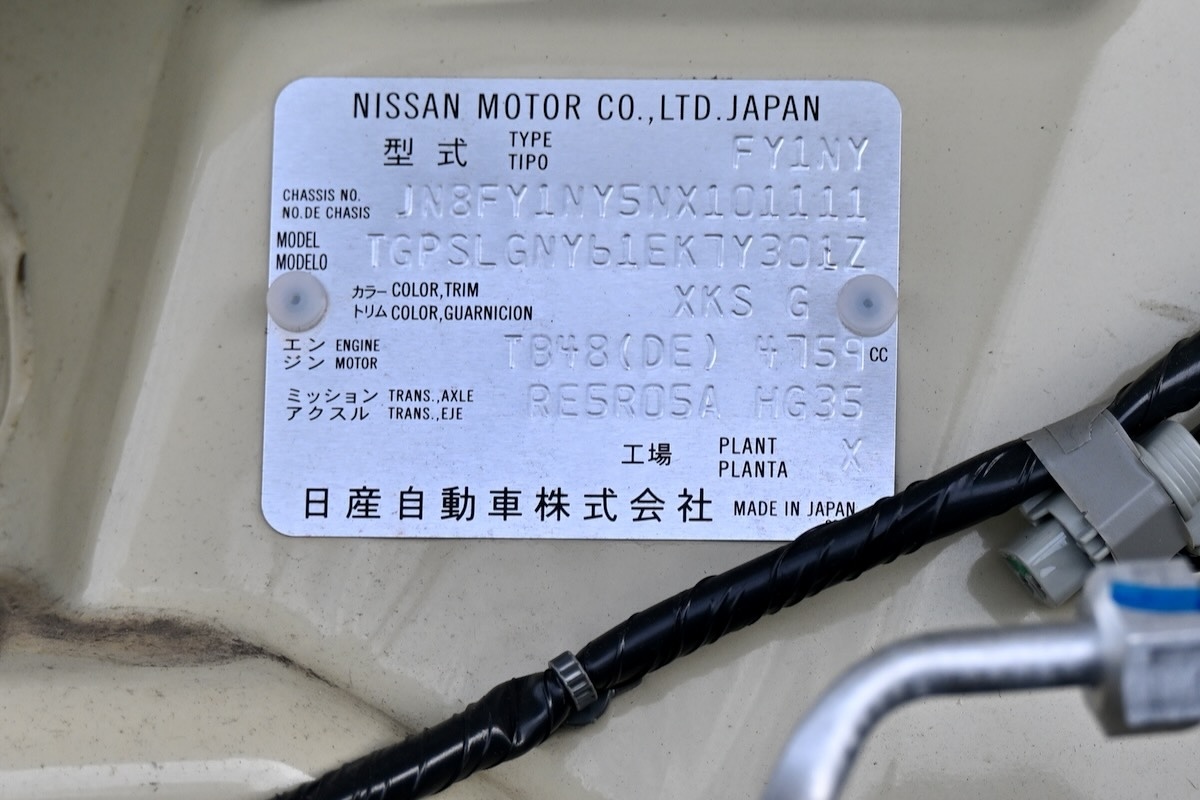 NISSAN MOTOR CO.,LTD.JAPAN
型式 TYPE TIPO FY1NY
CHASSIS NO. NO.DE CHASIS JN8FY1NY5NX101111
MODEL MODELO TGPSLGNY61EK7Y301Z
カラー COLOR,TRIM XKS G
トリム COLOR,GUARNICION
エンジン ENGINE MOTOR TB48(DE) 4759 CC
ミッション TRANS.,AXLE RE5R05A HG35
アクスル TRANS.,EJE
工場 PLANT PLANTA X
日産自動車株式会社 MADE IN JAPAN